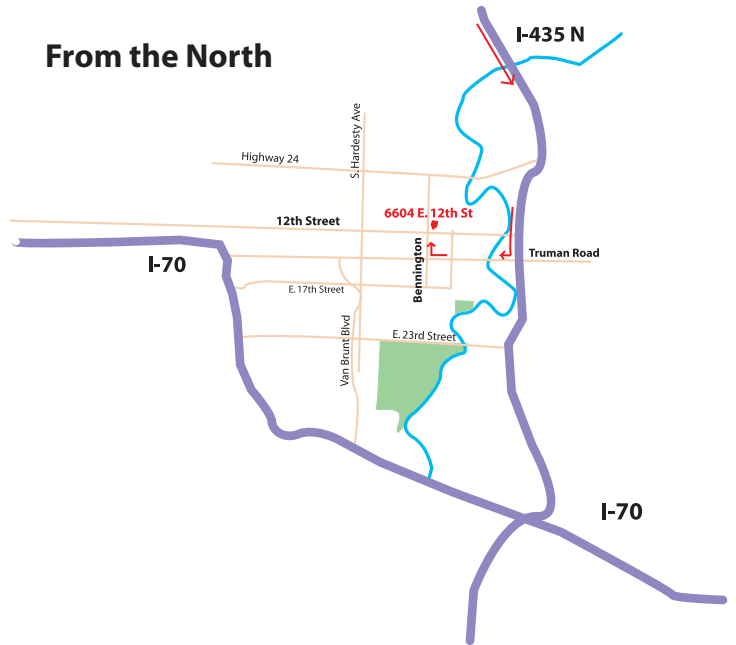 From the North
I-435 N
S. Hardesty Ave
Highway 24
6604 E. 12th St
12th Street
Truman Road
I-70
Bennington
E. 17th Street
E. 23rd Street
Van Brunt Blvd
I-70